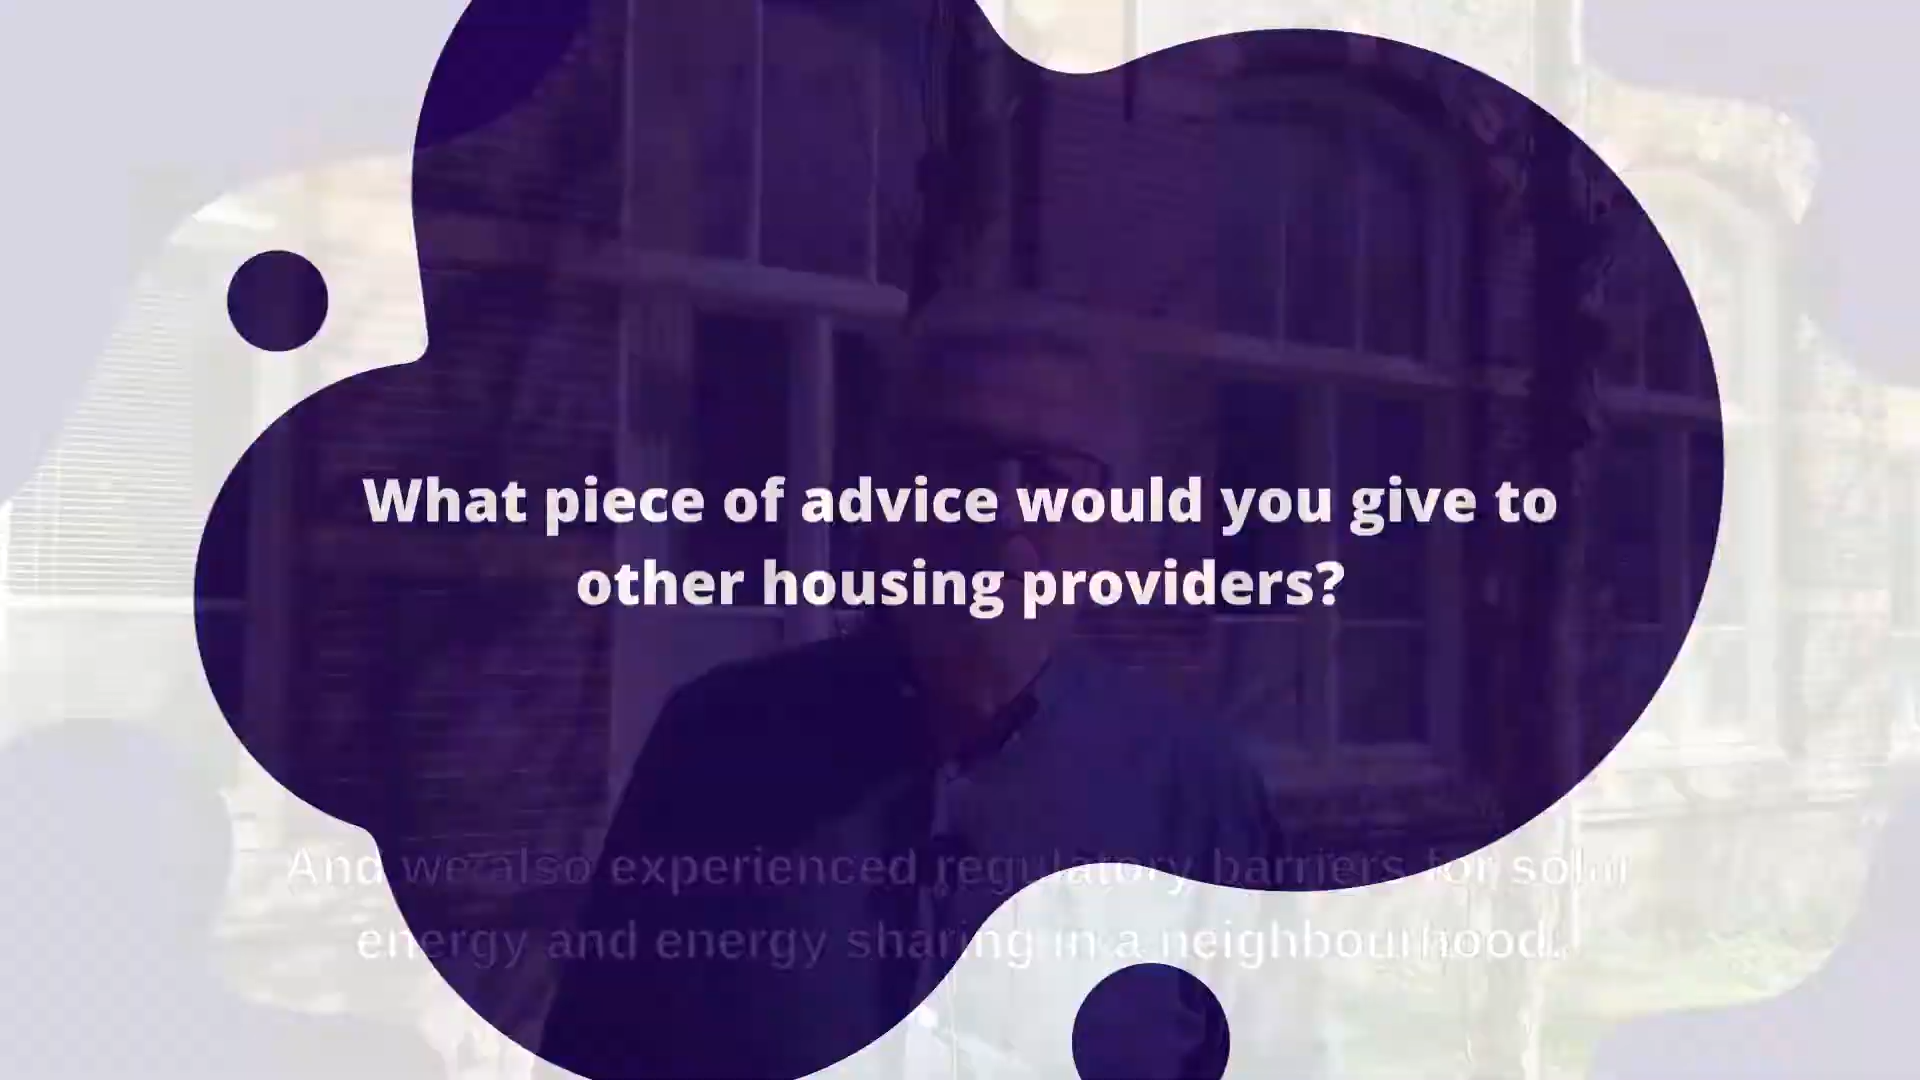 What piece of advice would you give to
other housing providers?
And we also experienced regulatory barriers for solar
energy and energy sharing in a neighbourhood.